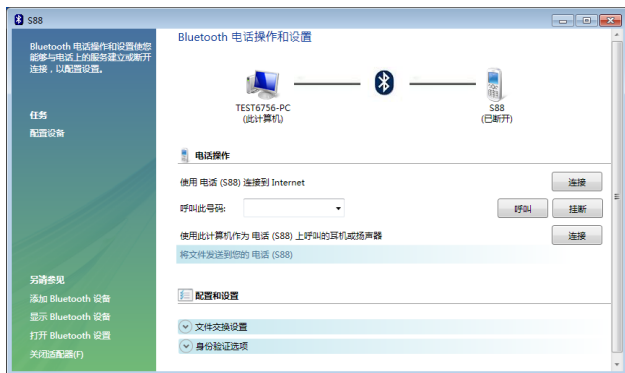 S88
Bluetooth 电话操作和设置使您
能够与电话上的服务建立或断开
连接，以配置设置。
任务
配置设备
另请参见
添加 Bluetooth 设备
显示 Bluetooth 设备
打开 Bluetooth 设置
关闭适配器(F)
Bluetooth 电话操作和设置
TEST6756-PC
(此计算机)
S88
(已断开)
电话操作
使用 电话 (S88) 连接到 Internet
连接
呼叫此号码:
呼叫
挂断
使用此计算机作为 电话 (S88) 上呼叫的耳机或扬声器
连接
将文件发送到您的 电话 (S88)
配置和设置
文件交换设置
身份验证选项